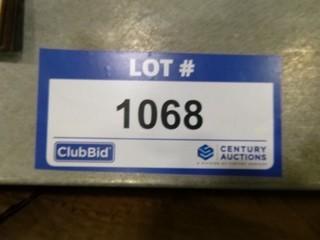 LOT #
1068
ClubBid
CENTURY
AUCTIONS